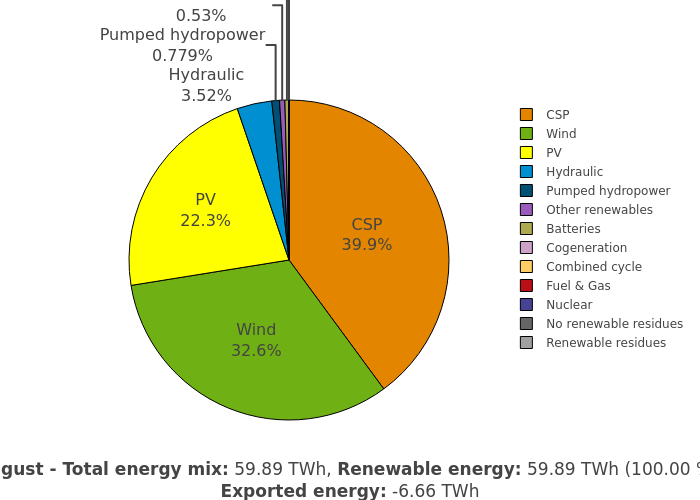 0.53%
Pumped hydropower
0.779%
Hydraulic
3.52%
PV
22.3%
CSP
39.9%
Wind
32.6%
CSP
Wind
PV
Hydraulic
Pumped hydropower
Other renewables
Batteries
Cogeneration
Combined cycle
Fuel & Gas
Nuclear
No renewable residues
Renewable residues
gust - Total energy mix: 59.89 TWh, Renewable energy: 59.89 TWh (100.00 %
Exported energy: -6.66 TWh